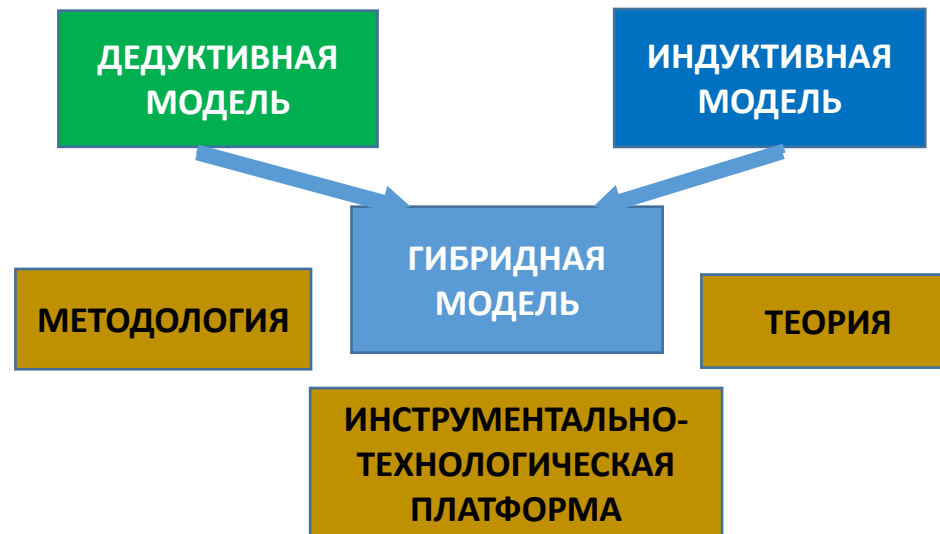 ДЕДУКТИВНАЯ
МОДЕЛЬ
ИНДУКТИВНАЯ
МОДЕЛЬ
ГИБРИДНАЯ
МОДЕЛЬ
МЕТОДОЛОГИЯ
ТЕОРИЯ
ИНСТРУМЕНТАЛЬНО-
ТЕХНОЛОГИЧЕСКАЯ
ПЛАТФОРМА